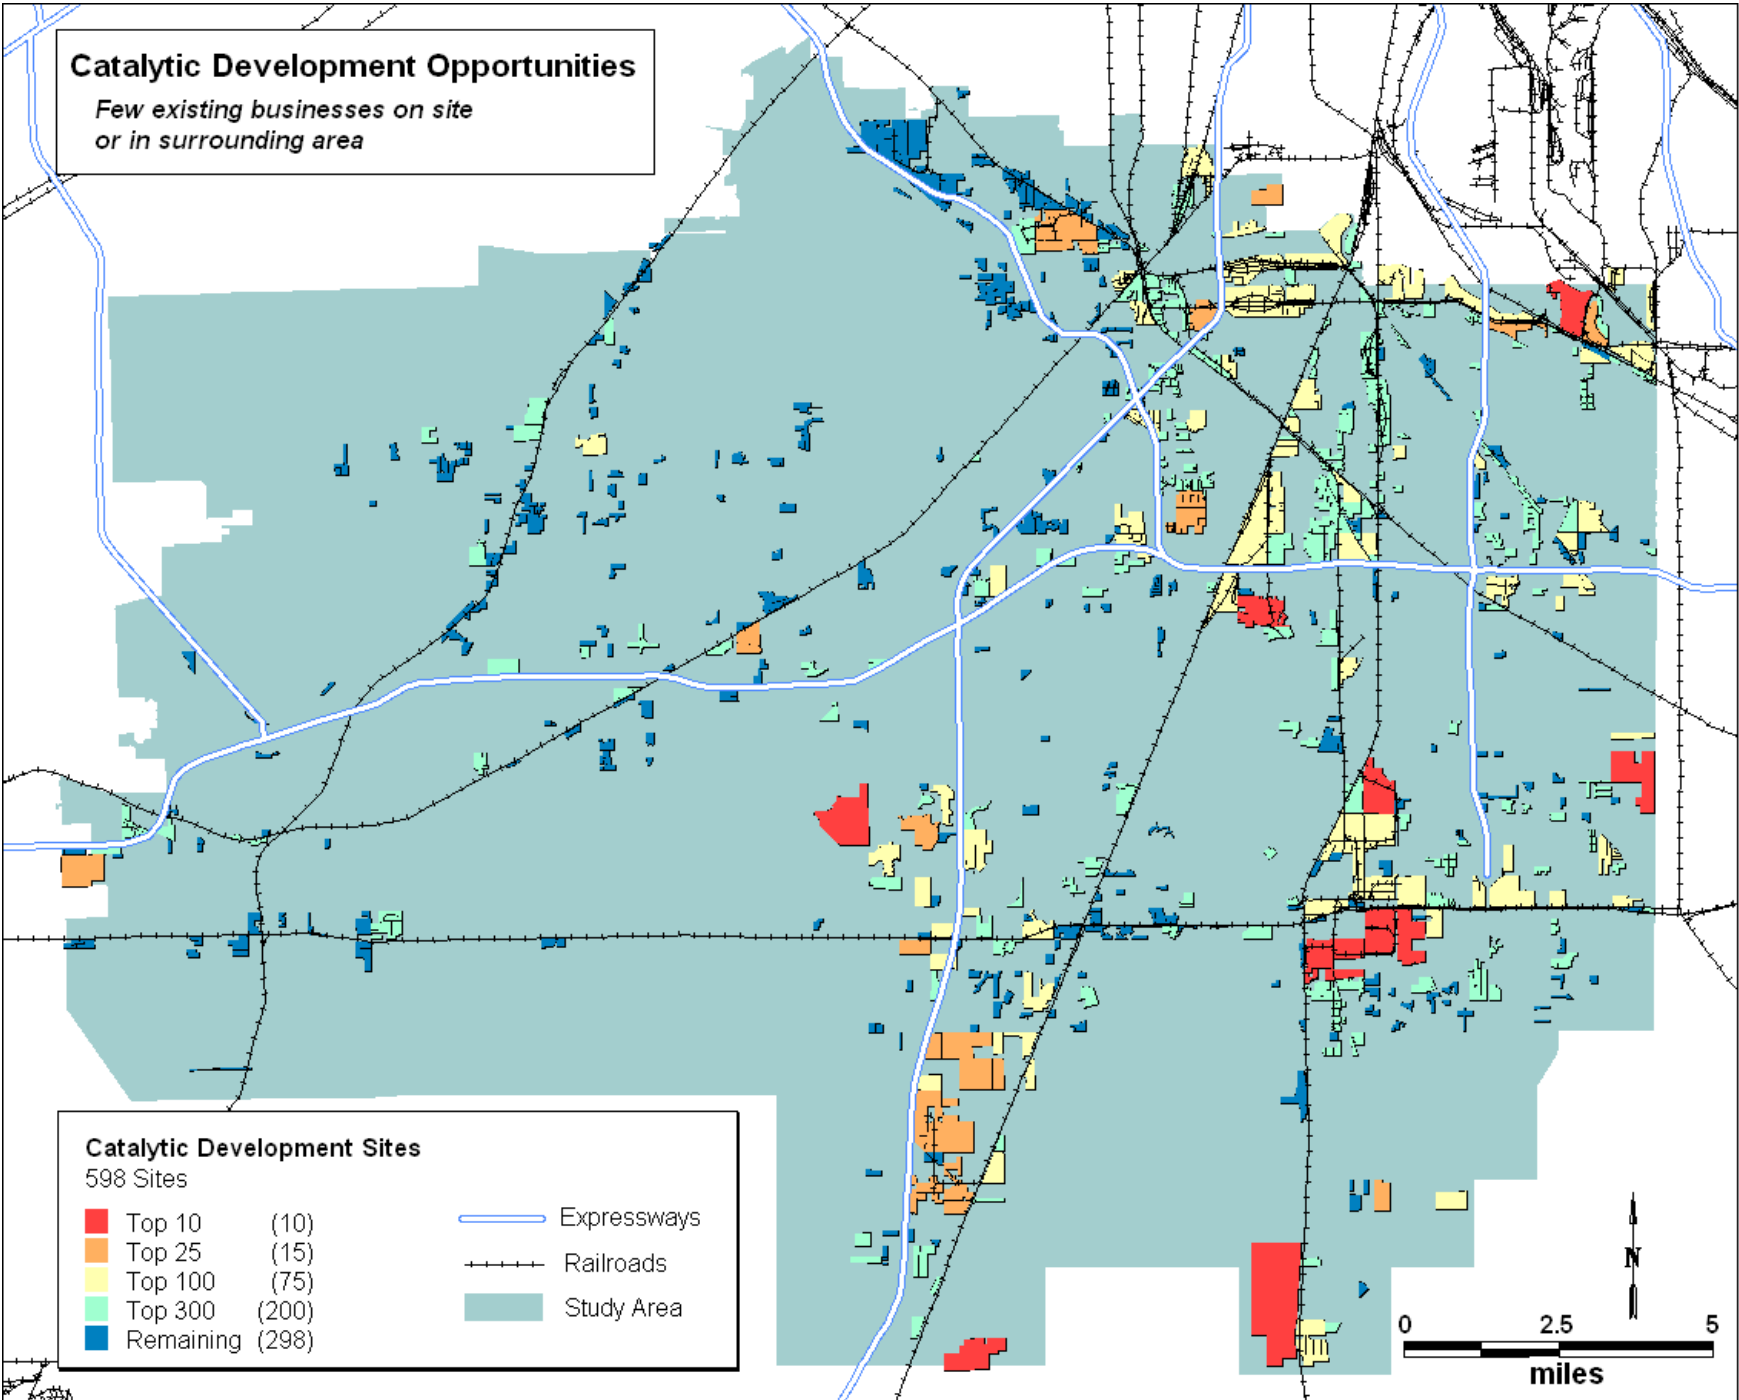 Catalytic Development Opportunities
Few existing businesses on site
or in surrounding area
Catalytic Development Sites
598 Sites
Top 10 (10)
Top 25 (15)
Top 100 (75)
Top 300 (200)
Remaining (298)
Expressways
Railroads
Study Area
N
0 2.5 5
miles